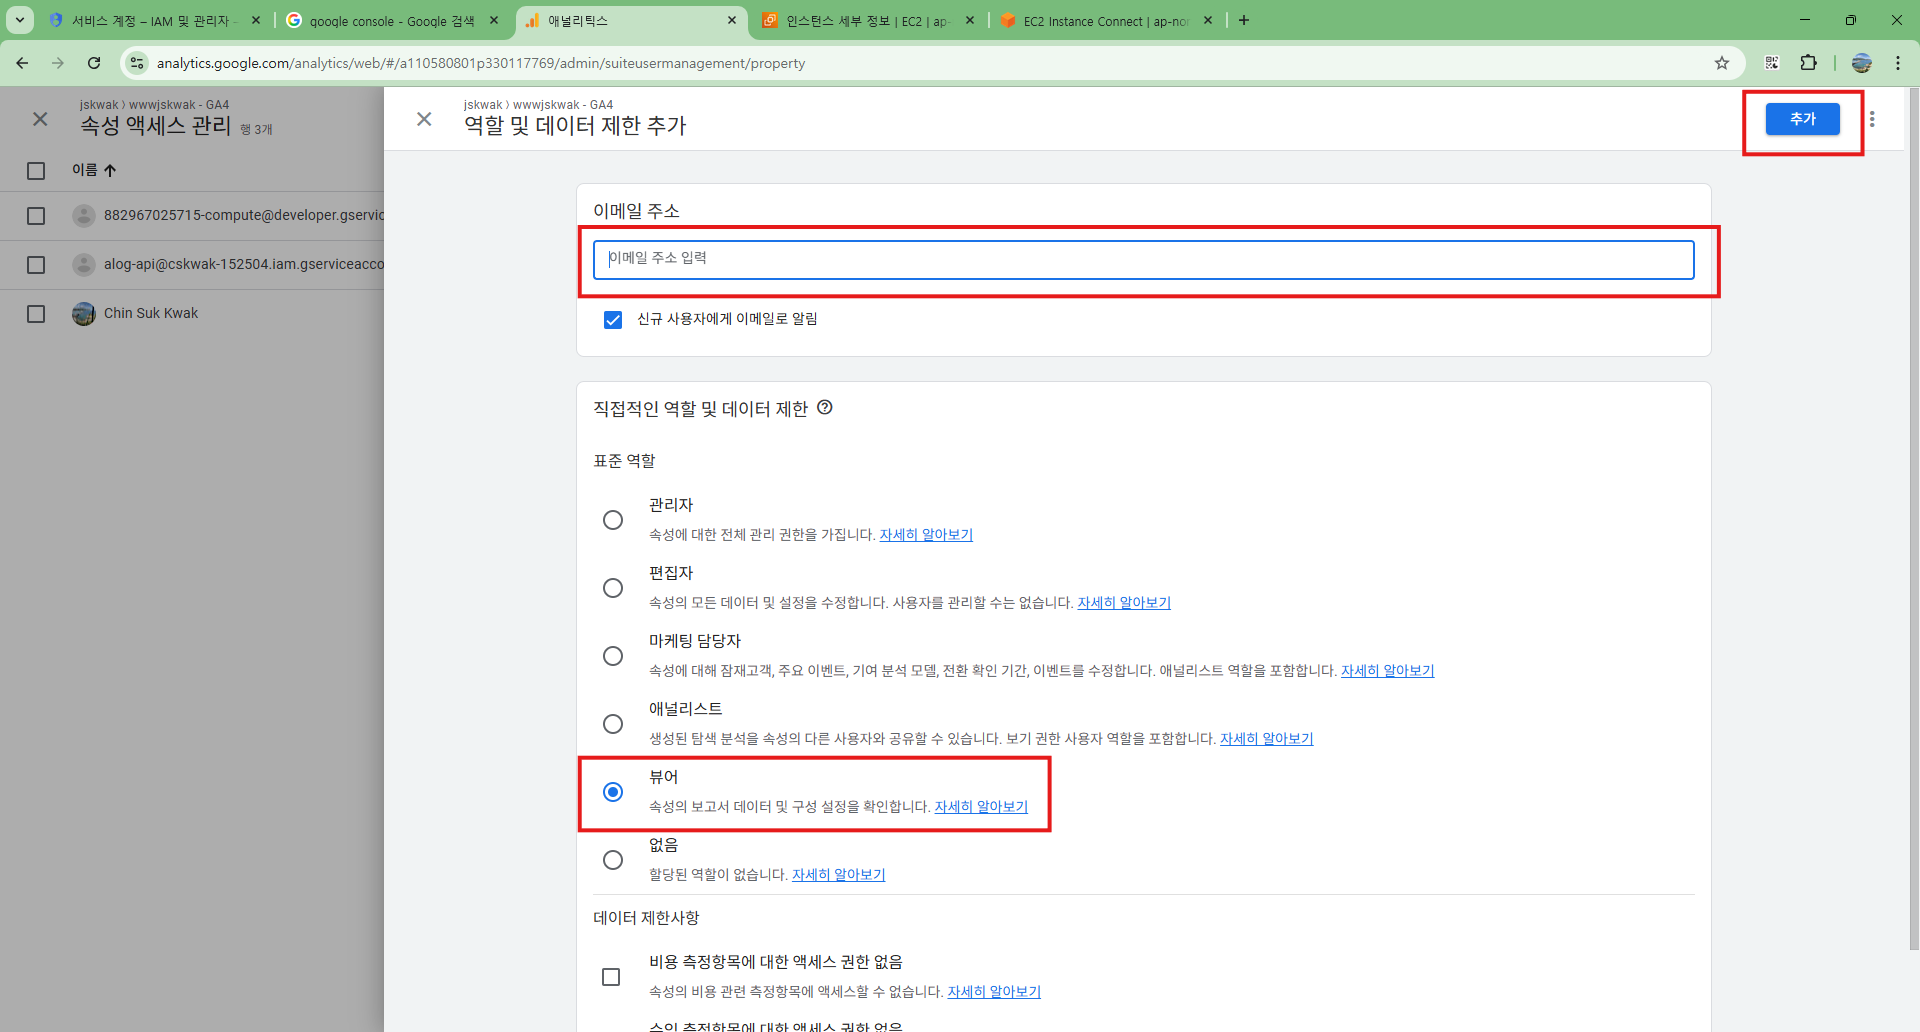 서비스 계정 – IAM 및 관리자 -
google console - Google 검색
애널리틱스
인스턴스 세부 정보 | EC2 | ap-
EC2 Instance Connect | ap-nor
analytics.google.com/analytics/web/#/a110580801p330117769/admin/suiteusermanagement/property
jskwak > wwwjskwak - GA4
속성 액세스 관리 행 3개
이름
882967025715-compute@developer.gservic
alog-api@cskwak-152504.iam.gserviceacco
Chin Suk Kwak
jskwak > wwwjskwak - GA4
역할 및 데이터 제한 추가
추가
이메일 주소
이메일 주소 입력
신규 사용자에게 이메일로 알림
직접적인 역할 및 데이터 제한
표준 역할
관리자
속성에 대한 전체 관리 권한을 가집니다. 자세히 알아보기
편집자
속성의 모든 데이터 및 설정을 수정합니다. 사용자를 관리할 수는 없습니다. 자세히 알아보기
마케팅 담당자
속성에 대해 잠재고객, 주요 이벤트, 기여 분석 모델, 전환 확인 기간, 이벤트를 수정합니다. 애널리스트 역할을 포함합니다. 자세히 알아보기
애널리스트
생성된 탐색 분석을 속성의 다른 사용자와 공유할 수 있습니다. 보기 권한 사용자 역할을 포함합니다. 자세히 알아보기
뷰어
속성의 보고서 데이터 및 구성 설정을 확인합니다. 자세히 알아보기
없음
할당된 역할이 없습니다. 자세히 알아보기
데이터 제한사항
비용 측정항목에 대한 액세스 권한 없음
속성의 비용 관련 측정항목에 액세스할 수 없습니다. 자세히 알아보기
수익 측정항목에 대한 액세스 권한 없음